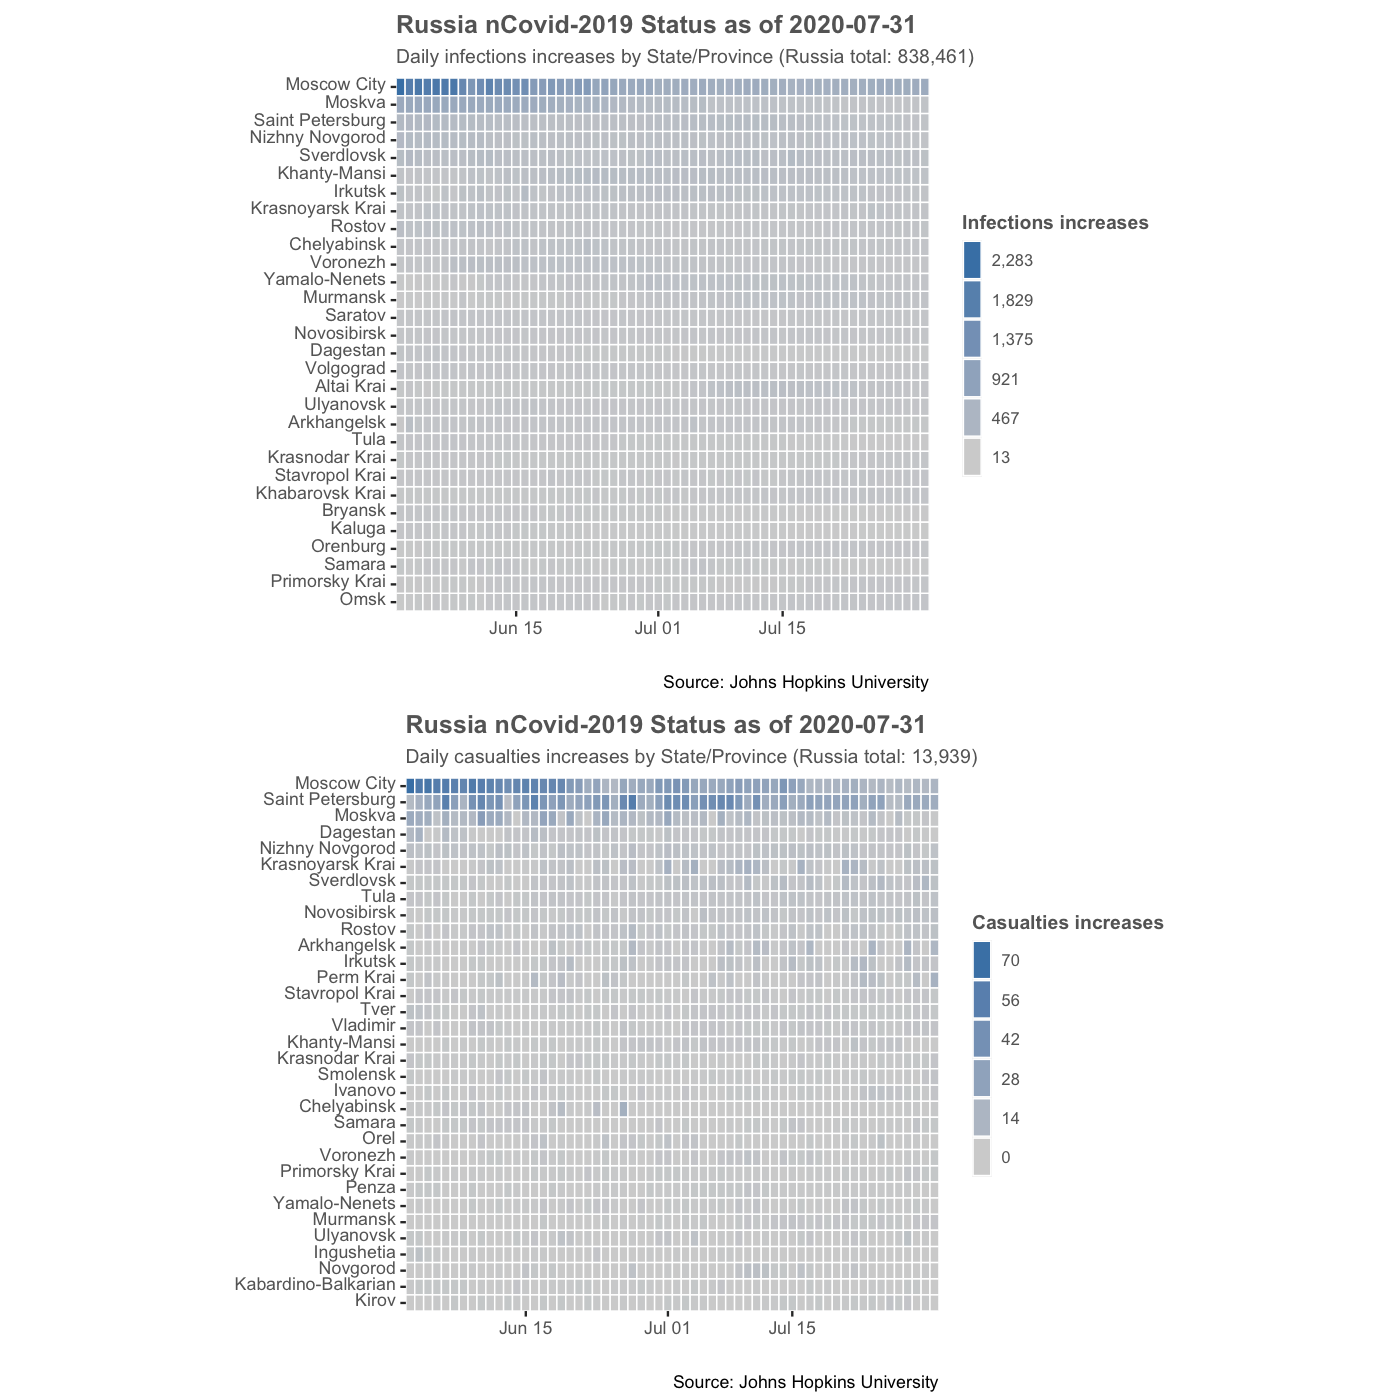 Russia nCovid-2019 Status as of 2020-07-31
Daily infections increases by State/Province (Russia total: 838,461)
Moscow City
Moskva
Saint Petersburg
Nizhny Novgorod
Sverdlovsk
Khanty-Mansi
Irkutsk
Krasnoyarsk Krai
Rostov
Chelyabinsk
Voronezh
Yamalo-Nenets
Murmansk
Saratov
Novosibirsk
Dagestan
Volgograd
Altai Krai
Ulyanovsk
Arkhangelsk
Tula
Krasnodar Krai
Stavropol Krai
Khabarovsk Krai
Bryansk
Kaluga
Orenburg
Samara
Primorsky Krai
Omsk
Jun 15 Jul 01 Jul 15
Infections increases
2,283
1,829
1,375
921
467
13
Source: Johns Hopkins University
Russia nCovid-2019 Status as of 2020-07-31
Daily casualties increases by State/Province (Russia total: 13,939)
Moscow City
Saint Petersburg
Moskva
Dagestan
Nizhny Novgorod
Krasnoyarsk Krai
Sverdlovsk
Tula
Novosibirsk
Rostov
Arkhangelsk
Irkutsk
Perm Krai
Stavropol Krai
Tver
Vladimir
Khanty-Mansi
Krasnodar Krai
Smolensk
Ivanovo
Chelyabinsk
Samara
Orel
Voronezh
Primorsky Krai
Penza
Yamalo-Nenets
Murmansk
Ulyanovsk
Ingushetia
Novgorod
Kabardino-Balkarian
Kirov
Jun 15 Jul 01 Jul 15
Casualties increases
70
56
42
28
14
0
Source: Johns Hopkins University